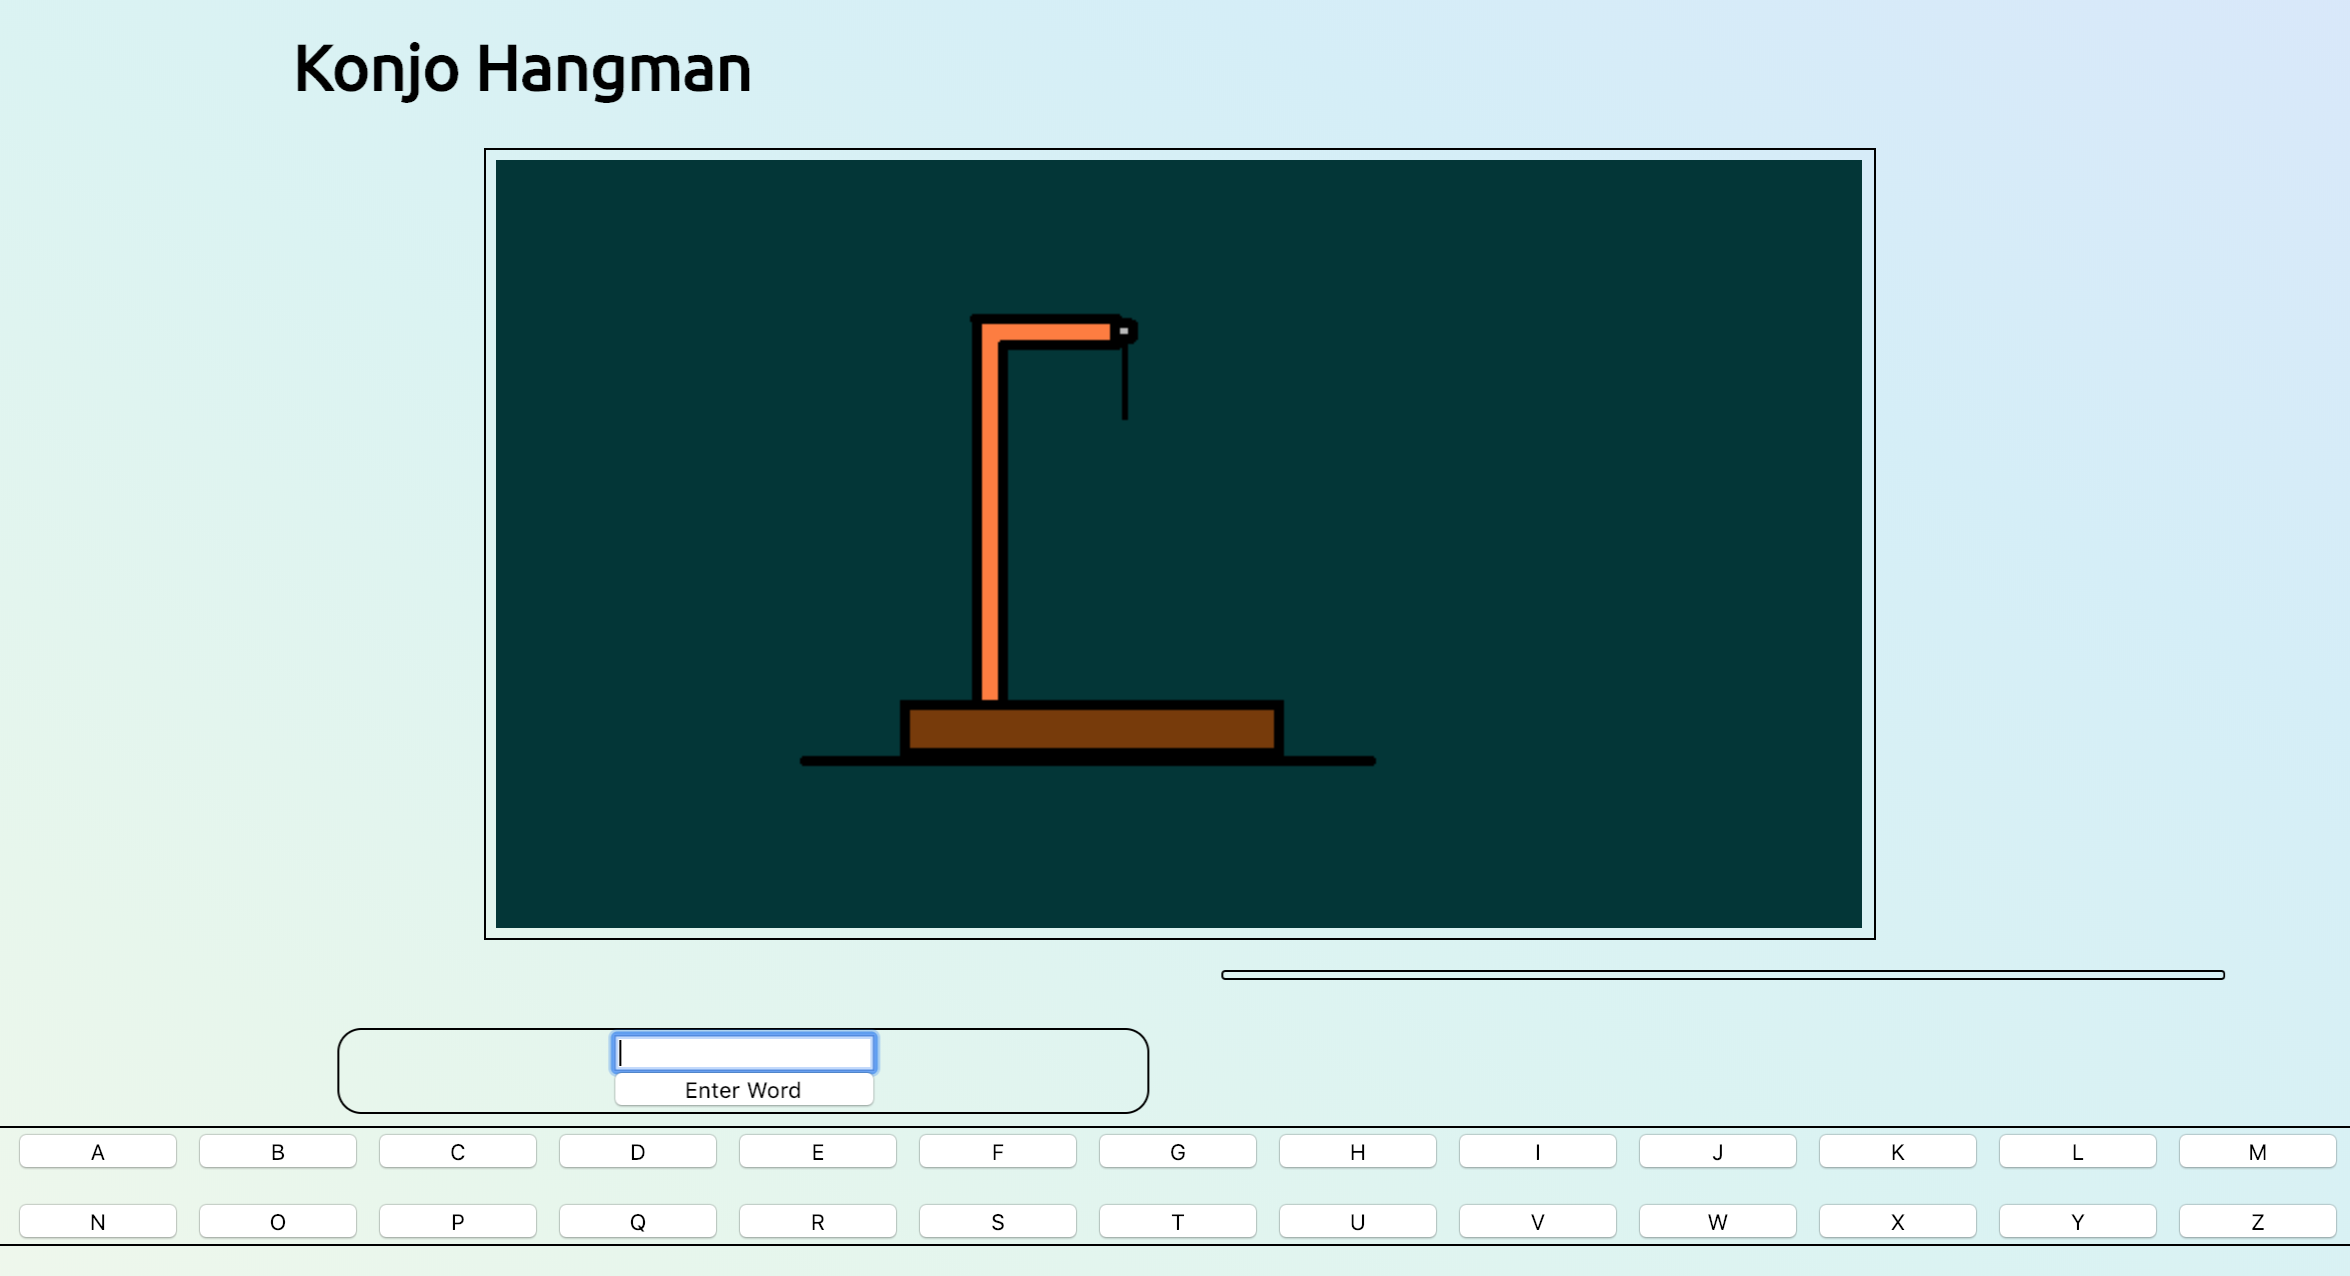 Konjo Hangman
Enter Word
A B C D E F G H I J K L M
N O P Q R S T U V W X Y Z